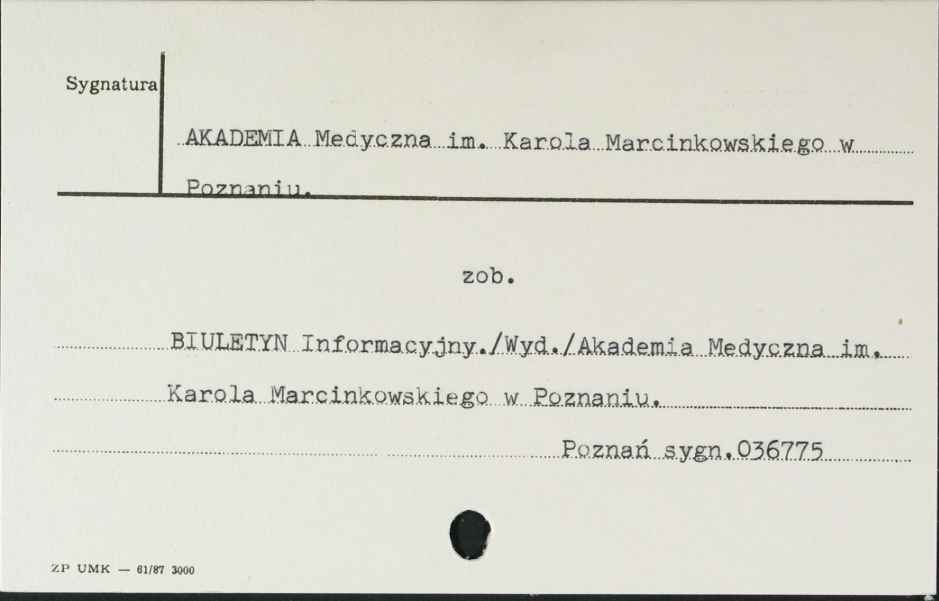 Sygnatura
AKADEMIA Medyczna im. Karola Marcinkowskiego w
Poznaniu.
zob.
BIULETYN Informacyjny./Wyd./Akademia Medyczna im.
Karola Marcinkowskiego w Poznaniu.
Poznań sygn.036775
ZP UMK — 61/87 3000